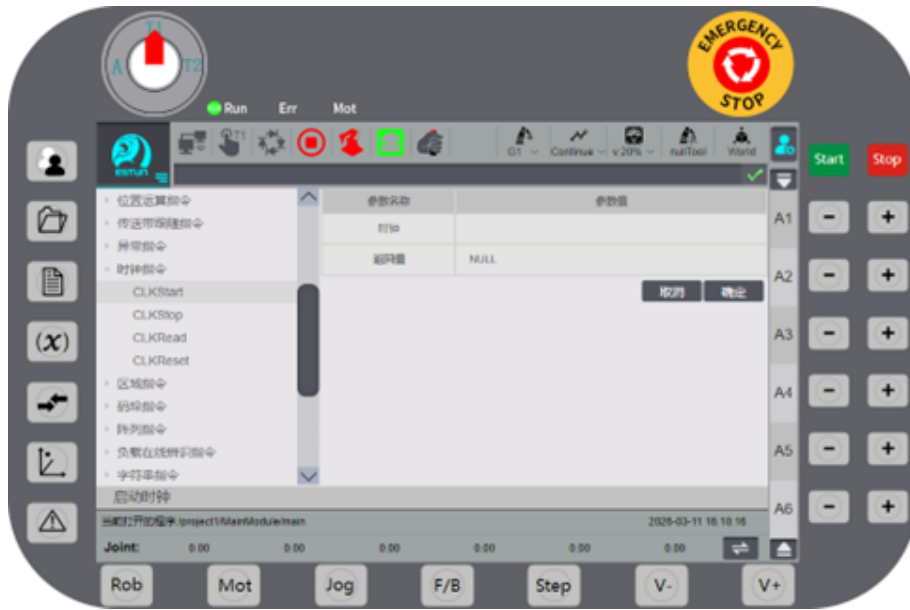 T1
A T2
EMERGENCY
STOP
Run Err Mot
T1
G1 Continue v 20% nullTool World
ESTUN
Start Stop
位置运算指令
传送带跟随指令
异常指令
时钟指令
CLKStart
CLKStop
CLKRead
CLKReset
区域指令
码垛指令
阵列指令
负载在线辨识指令
字符串指令
参数名称 参数值
时钟
返回值 NULL
取消 确定
A1 - +
A2 - +
A3 - +
A4 - +
A5 - +
A6 - +
(x)
启动时钟
当前打开的程序:/project1/MainModule/main 2026-03-11 16:10:16
Joint: 0.00 0.00 0.00 0.00 0.00 0.00
Rob Mot Jog F/B Step V- V+